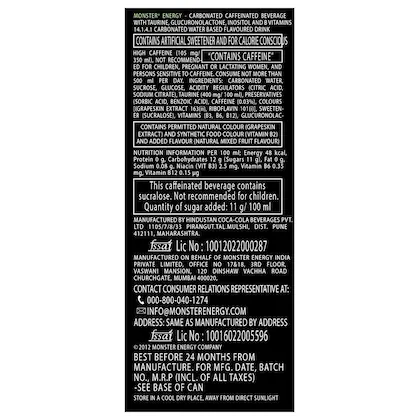 MONSTER® ENERGY - CARBONATED CAFFEINATED BEVERAGE
WITH TAURINE, GLUCURONOLACTONE, INOSITOL AND B VITAMINS
14.1.4.1 CARBONATED WATER BASED FLAVOURED DRINK
CONTAINS ARTIFICIAL SWEETENER AND FOR CALORIE CONSCIOUS
HIGH CAFFEINE (105 mg/ "CONTAINS CAFFEINE"
350 ml), NOT RECOMMEND
ED FOR CHILDREN, PREGNANT OR LACTATING WOMEN, AND
PERSONS SENSITIVE TO CAFFEINE, CONSUME NOT MORE THAN
500 ml PER DAY. INGREDIENTS: CARBONATED WATER,
SUCROSE, GLUCOSE, ACIDITY REGULATORS (CITRIC ACID,
SODIUM CITRATE), TAURINE (400 mg/ 100 ml), PRESERVATIVES
(SORBIC ACID, BENZOIC ACID), CAFFEINE (0.03%), COLOURS
(GRAPESKIN EXTRACT 163(ii), RIBOFLAVIN 101(i)), SWEETEN-
ER (SUCRALOSE), VITAMINS (B3, B6, B12), GLUCURONOLAC-
CONTAINS PERMITTED NATURAL COLOUR (GRAPESKIN
EXTRACT) AND SYNTHETIC FOOD COLOUR (VITAMIN B2)
AND ADDED FLAVOUR (NATURAL MIXED FRUIT FLAVOUR)
NUTRITION INFORMATION PER 100 ml: Energy 48 kcal,
Protein 0 g, Carbohydrates 12 g (Sugars 11 g), Fat 0 g,
Sodium 0.08 g, Niacin (VIT B3) 2.5 mg, Vitamin B6 0.35
mg, Vitamin B12 0.15 µg
This caffeinated beverage contains
sucralose. Not recommended for children.
Quantity of sugar added: 11 g/ 100 ml
MANUFACTURED BY HINDUSTAN COCA-COLA BEVERAGES PVT.
LTD 1105/7/8/33 PIRANGUT.TAL.MULSHI, DIST. PUNE
412111, MAHARASHTRA.
fssai Lic No: 10012022000287
MANUFACTURED ON BEHALF OF MONSTER ENERGY INDIA
PRIVATE LIMITED, OFFICE NO 17&18, 3RD FLOOR,
VASWANI MANSION, 120 DINSHAW VACHHA ROAD
CHURCHGATE, MUMBAI 400020.
CONTACT CONSUMER RELATIONS REPRESENTATIVE AT:
000-800-040-1274
INFO@MONSTERENERGY.COM
ADDRESS: SAME AS MANUFACTURED BY ADDRESS
fssai Lic No: 10016022005596
©2012 MONSTER ENERGY COMPANY
BEST BEFORE 24 MONTHS FROM
MANUFACTURE. FOR MFG. DATE, BATCH
NO., M.R.P (INCL. OF ALL TAXES)
-SEE BASE OF CAN
STORE IN A COOL DRY PLACE, AWAY FROM DIRECT SUNLIGHT